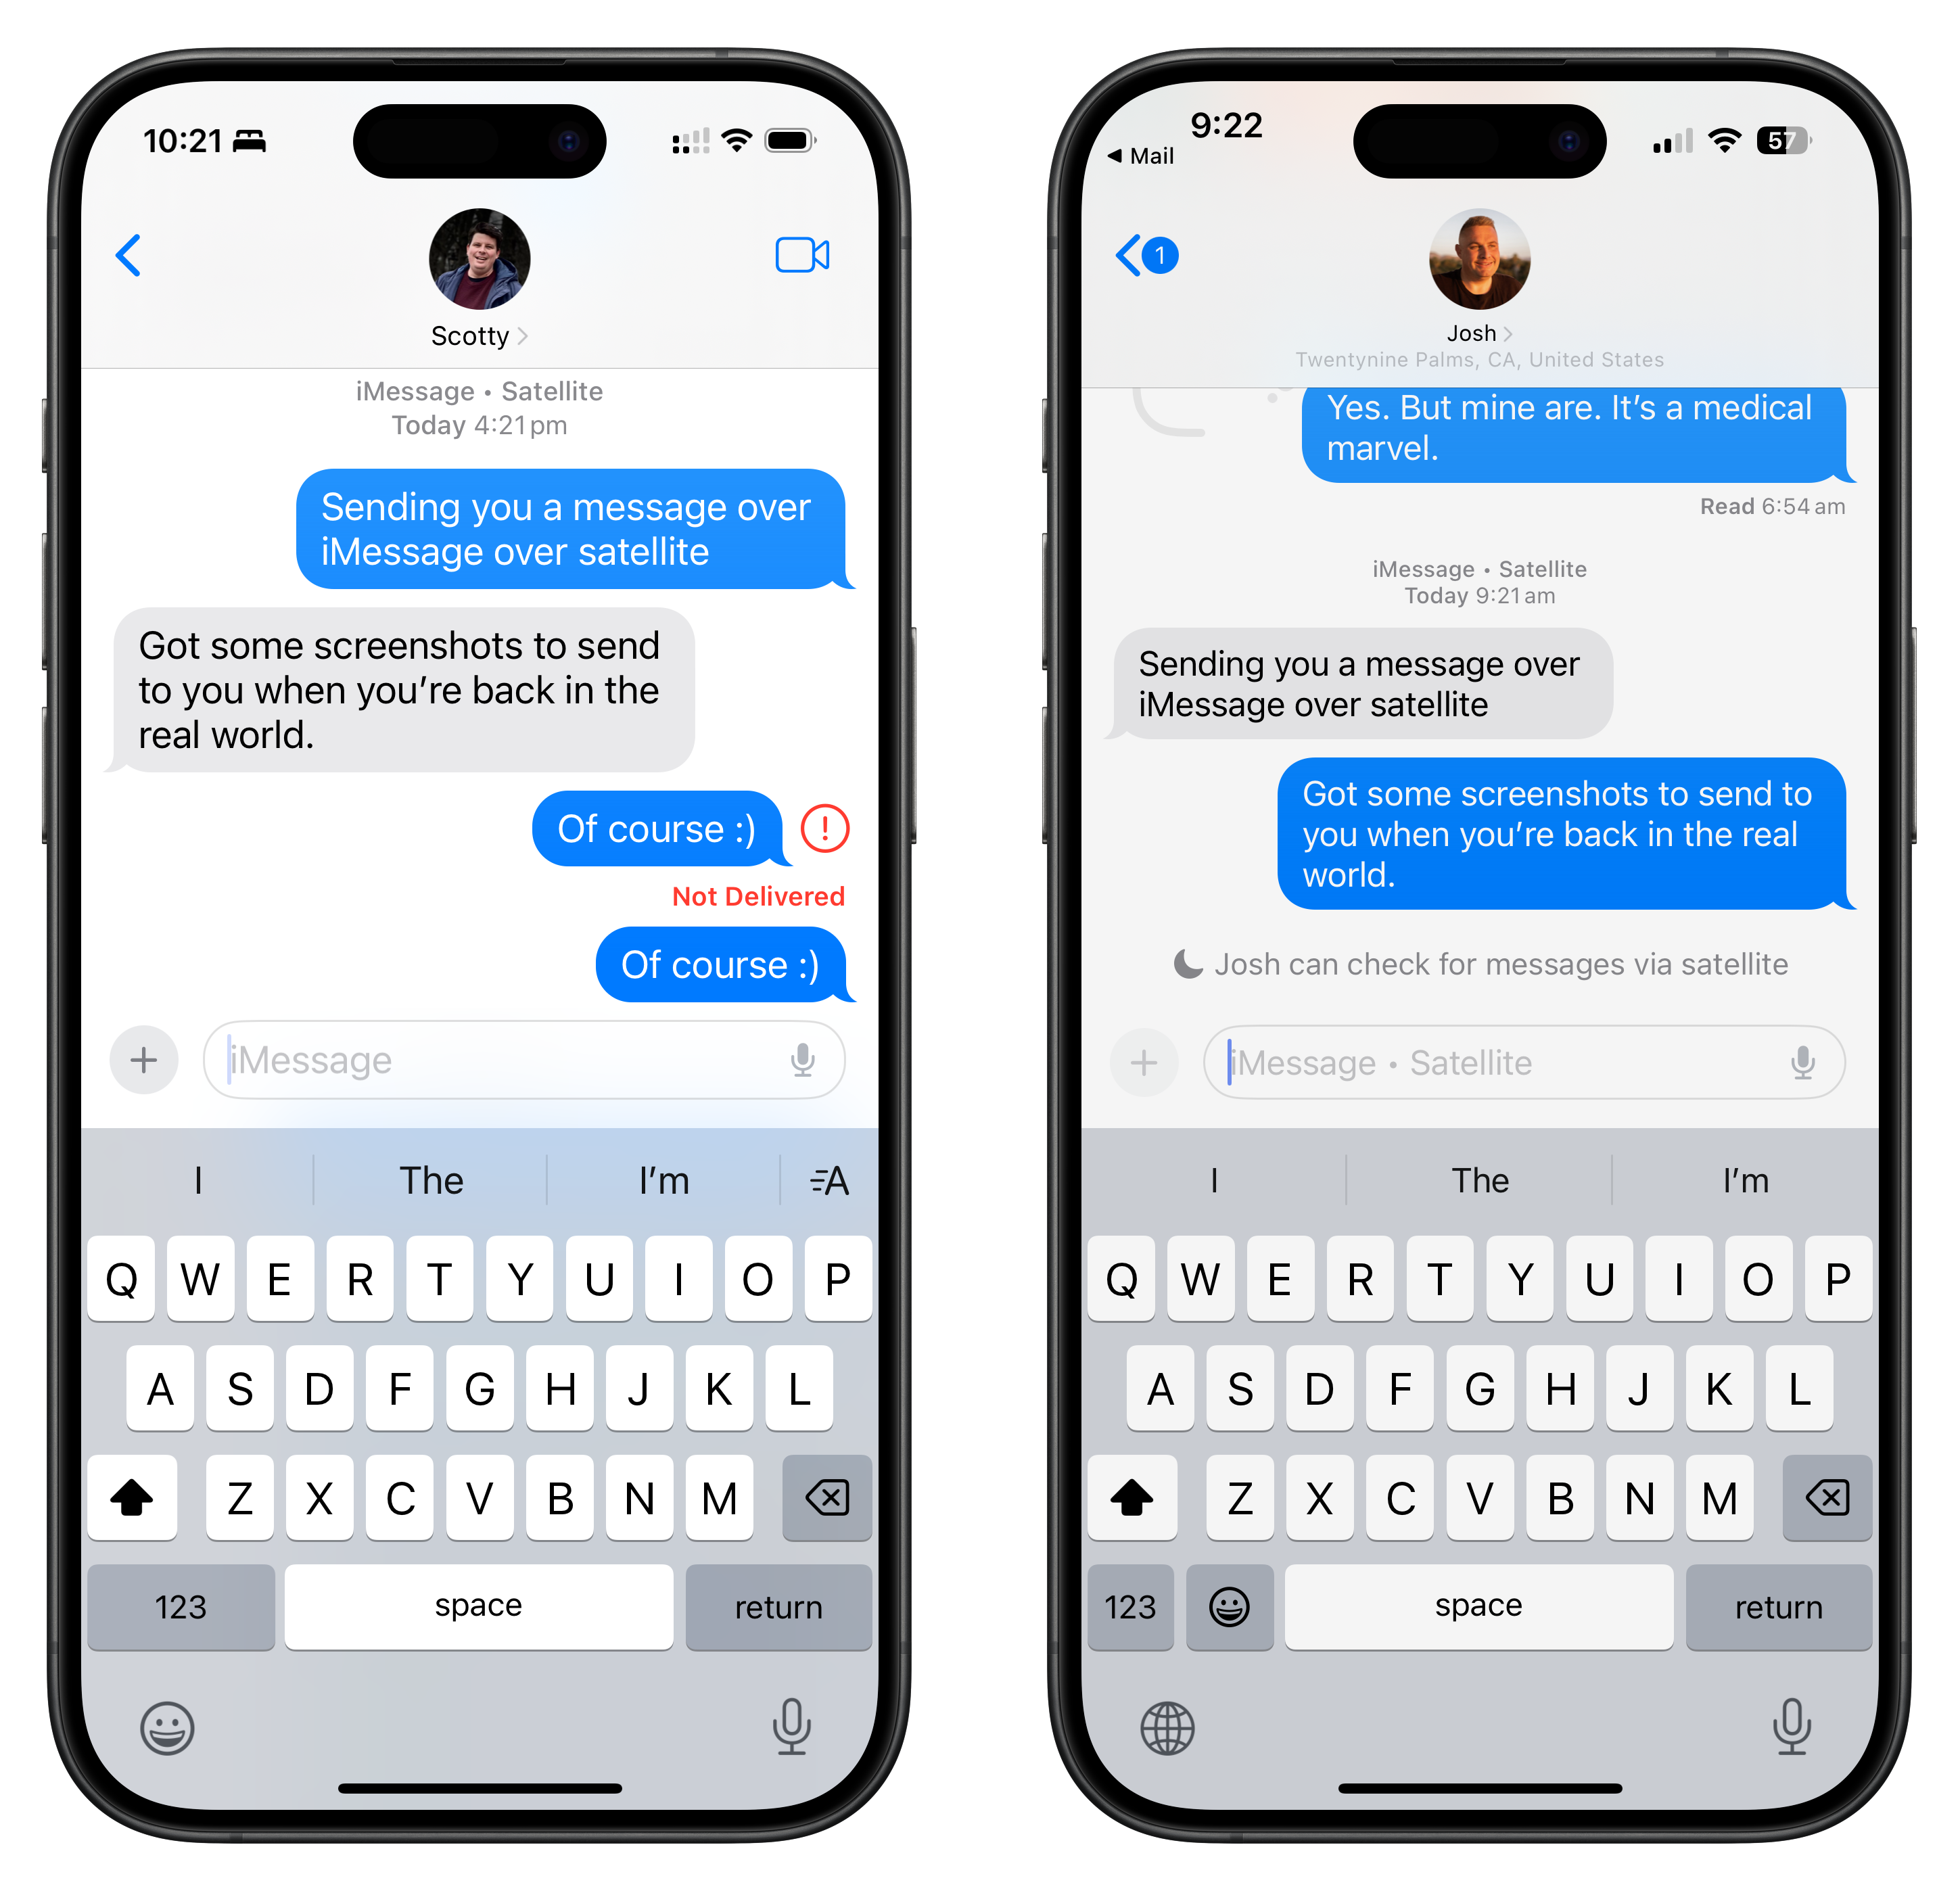 10:21
Scotty
iMessage • Satellite
Today 4:21 pm
Sending you a message over
iMessage over satellite
Got some screenshots to send
to you when you’re back in the
real world.
Of course :)
Not Delivered
Of course :)
iMessage
I The I’m A
Q W E R T Y U I O P
A S D F G H J K L
Z X C V B N M
123 space return
9:22
57
Mail
1
Josh
Twentynine Palms, CA, United States
Yes. But mine are. It’s a medical
marvel.
Read 6:54 am
iMessage • Satellite
Today 9:21 am
Sending you a message over
iMessage over satellite
Got some screenshots to send to
you when you’re back in the real
world.
Josh can check for messages via satellite
iMessage • Satellite
I The I’m
Q W E R T Y U I O P
A S D F G H J K L
Z X C V B N M
123 space return